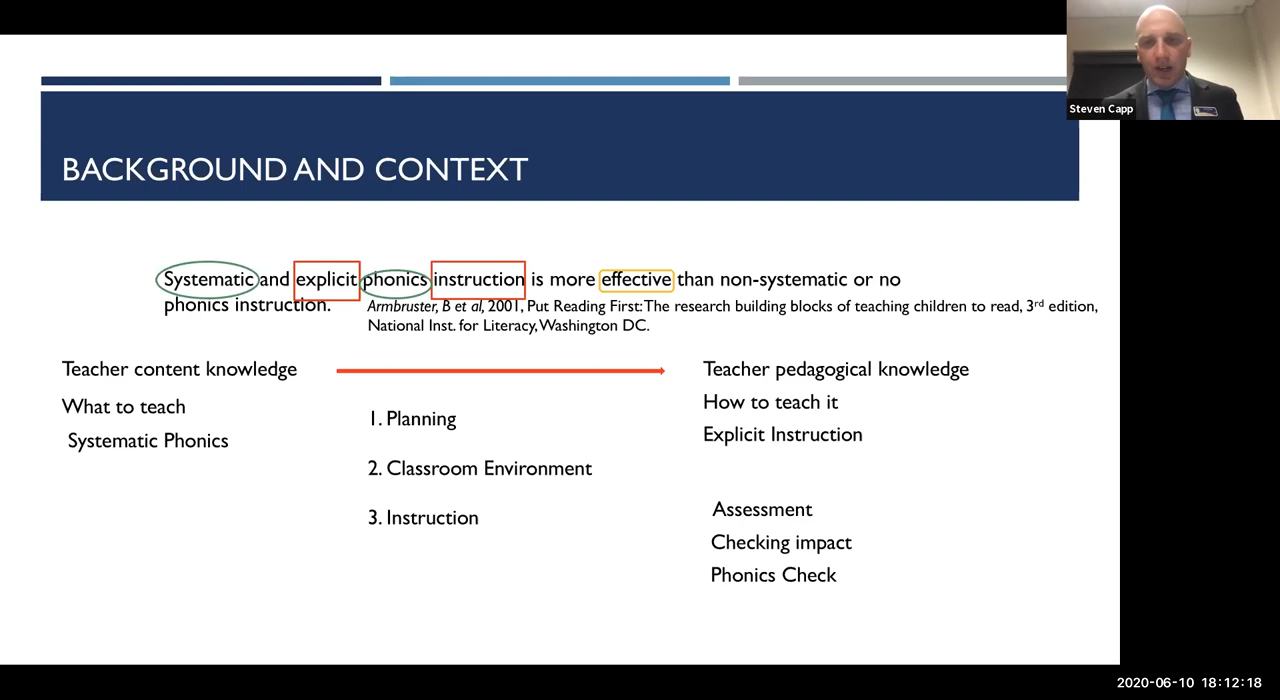 Steven Capp
BACKGROUND AND CONTEXT
Systematic and explicit phonics instruction is more effective than non-systematic or no
phonics instruction.
Armbruster, B et al, 2001, Put Reading First: The research building blocks of teaching children to read, 3rd edition,
National Inst. for Literacy, Washington DC.
Teacher content knowledge
What to teach
Systematic Phonics
1. Planning
2. Classroom Environment
3. Instruction
Teacher pedagogical knowledge
How to teach it
Explicit Instruction
Assessment
Checking impact
Phonics Check
2020-06-10 18:12:18